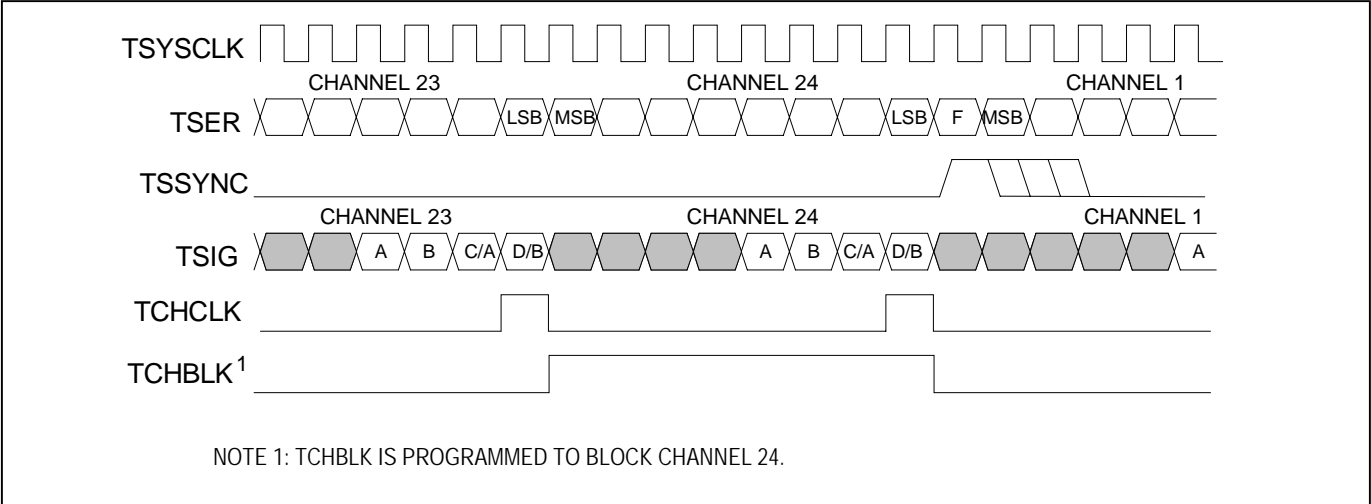 TSYSCLK
CHANNEL 23 CHANNEL 24 CHANNEL 1
TSER LSB MSB LSB F MSB
TSSYNC
CHANNEL 23 CHANNEL 24 CHANNEL 1
TSIG A B C/A D/B A B C/A D/B A
TCHCLK
TCHBLK1
NOTE 1: TCHBLK IS PROGRAMMED TO BLOCK CHANNEL 24.